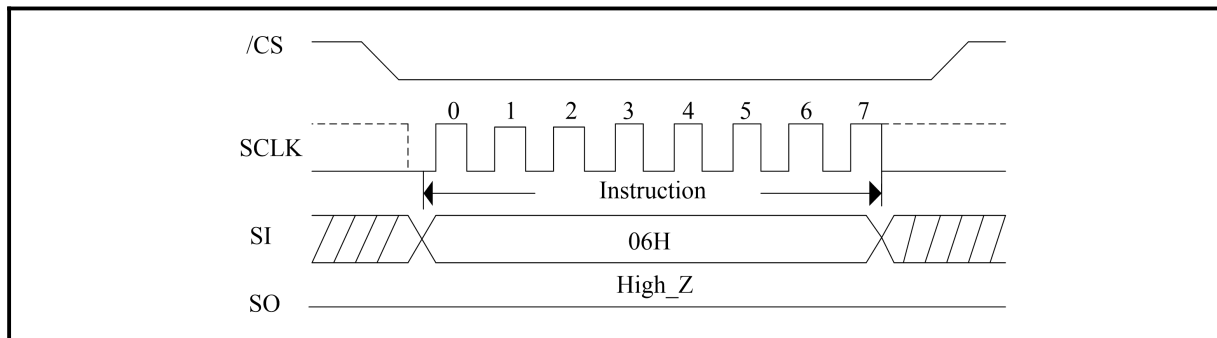 /CS
0 1 2 3 4 5 6 7
SCLK
Instruction
SI
06H
High_Z
SO